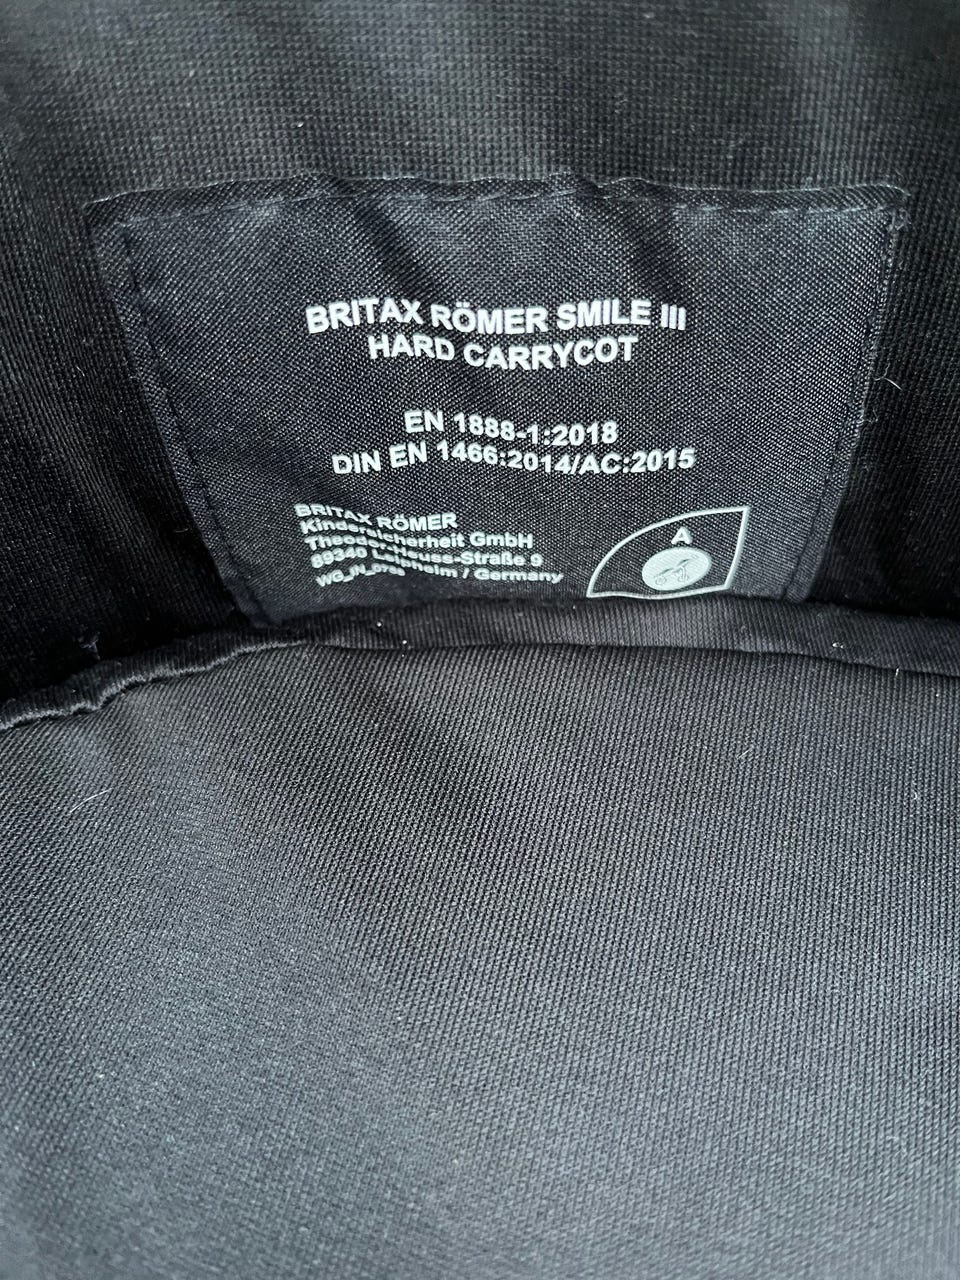 BRITAX RÖMER SMILE III
HARD CARRYCOT
EN 1888-1:2018
DIN EN 1466:2014/AC:2015
BRITAX RÖMER
Kindersicherheit GmbH
Theodor-Heuss-Straße 9
89340 / Germany
A